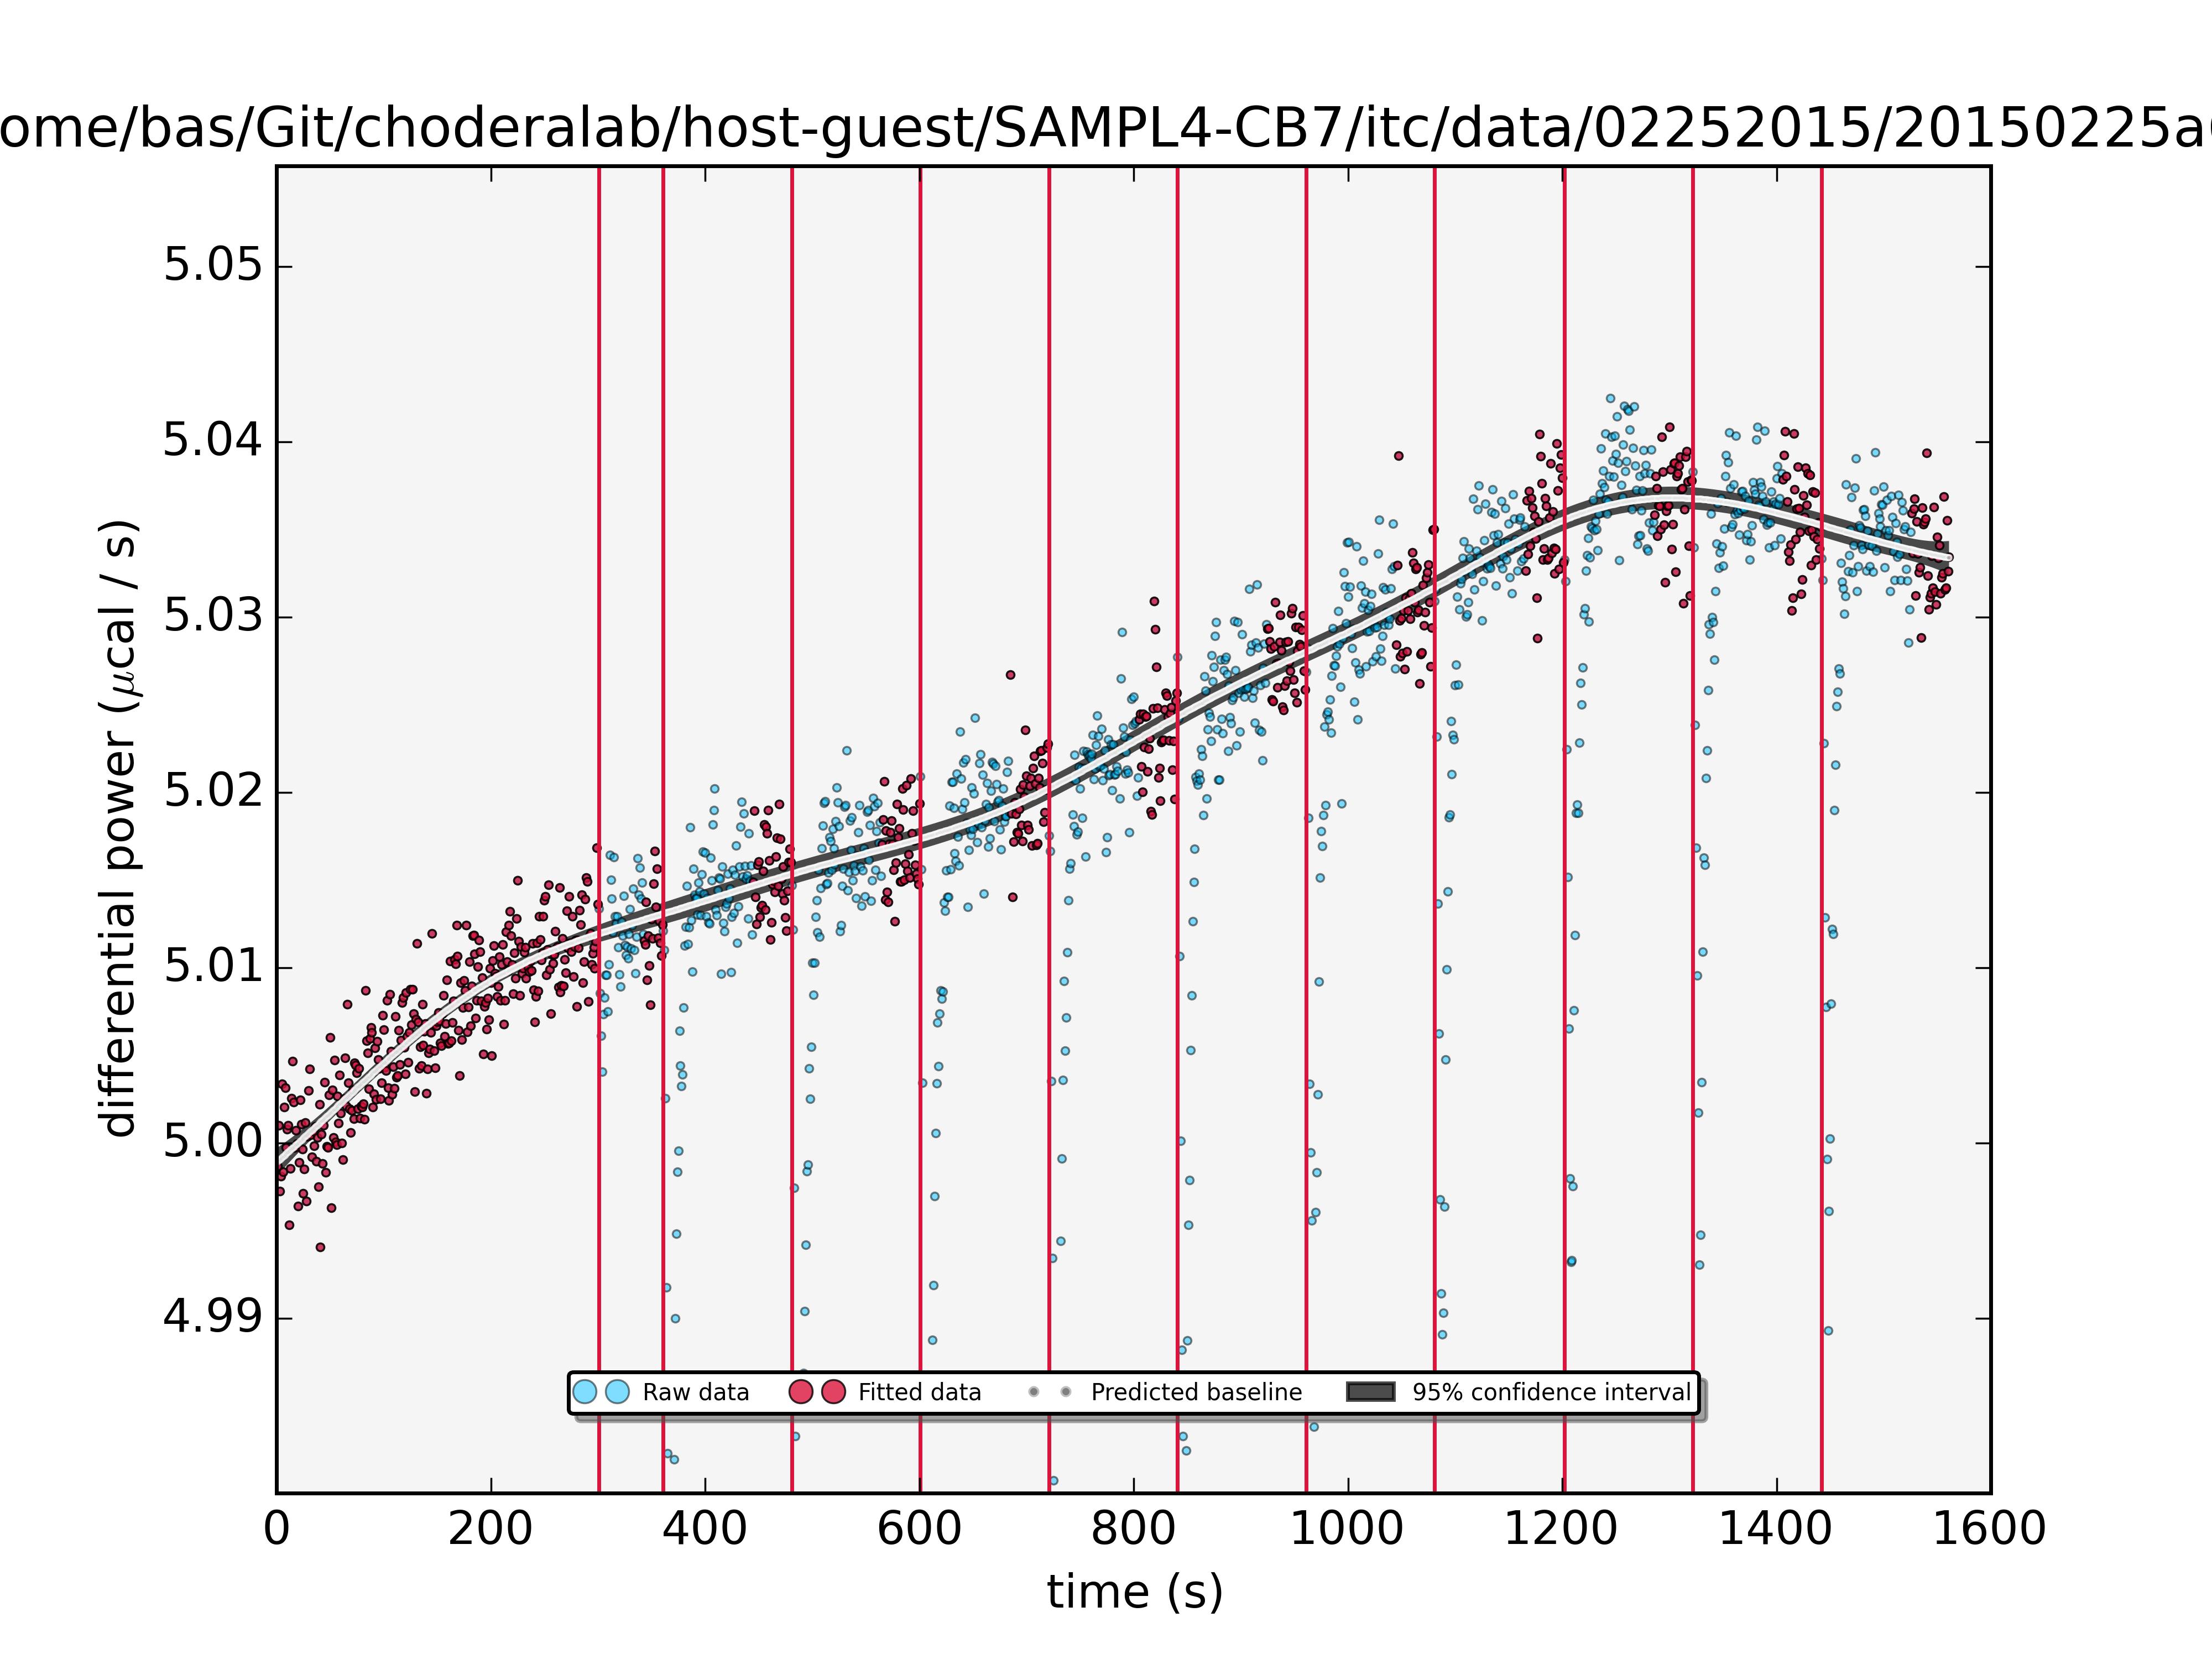 ome/bas/Git/choderalab/host-guest/SAMPL4-CB7/itc/data/02252015/20150225a
5.05
5.04
5.03
5.02
5.01
5.00
4.99
differential power (μcal / s)
Raw data Fitted data Predicted baseline 95% confidence interval
0 200 400 600 800 1000 1200 1400 1600
time (s)